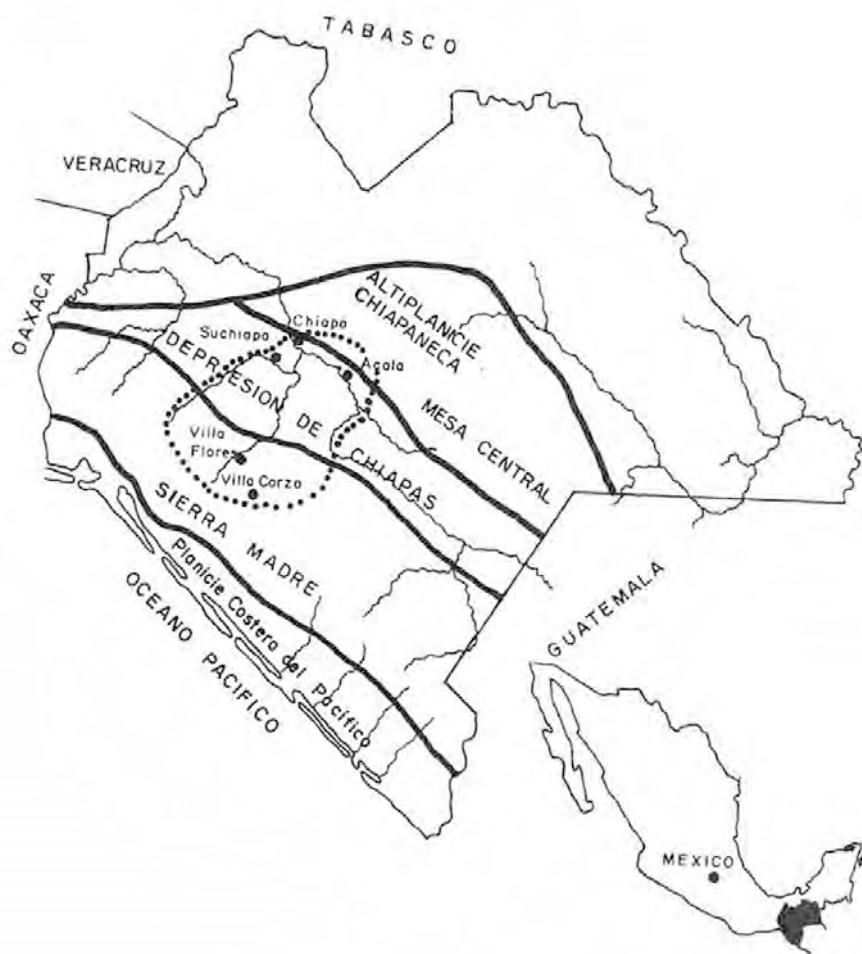 TABASCO
VERACRUZ
OAXACA
ALTIPLANICIE
CHIAPANECA
Chiapa
Suchiapa
Acala
DEPRESION DE CHIAPAS
MESA CENTRAL
Villa
Flores
Villa Corzo
SIERRA MADRE
Planicie Costera del Pacífico
OCEANO PACIFICO
GUATEMALA
MEXICO